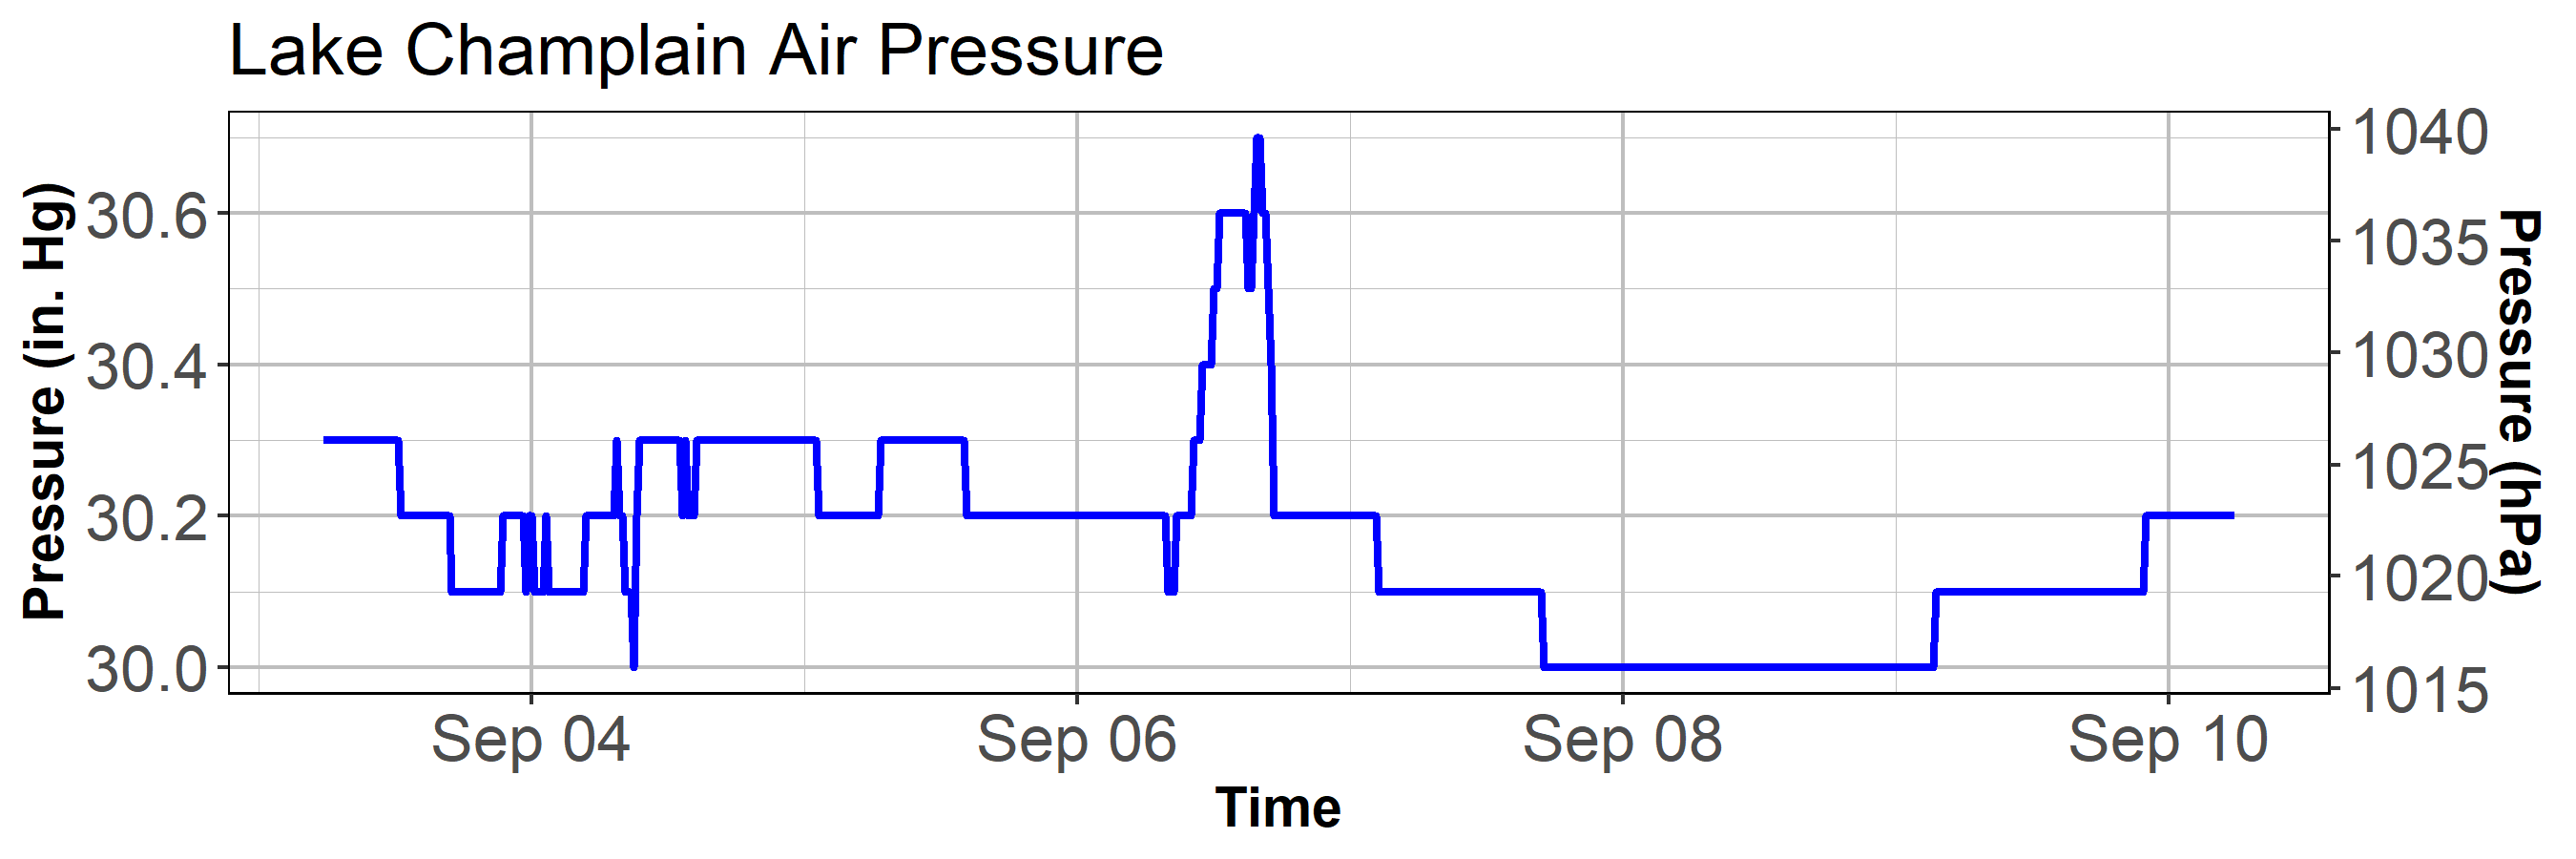 Lake Champlain Air Pressure
Pressure (in. Hg)
30.6
30.4
30.2
30.0
1040
1035
1030
1025
1020
1015
Pressure (hPa)
Sep 04 Sep 06 Sep 08 Sep 10
Time